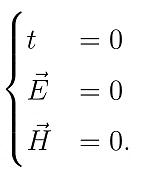 t = 0
E⃗ = 0
H⃗ = 0.